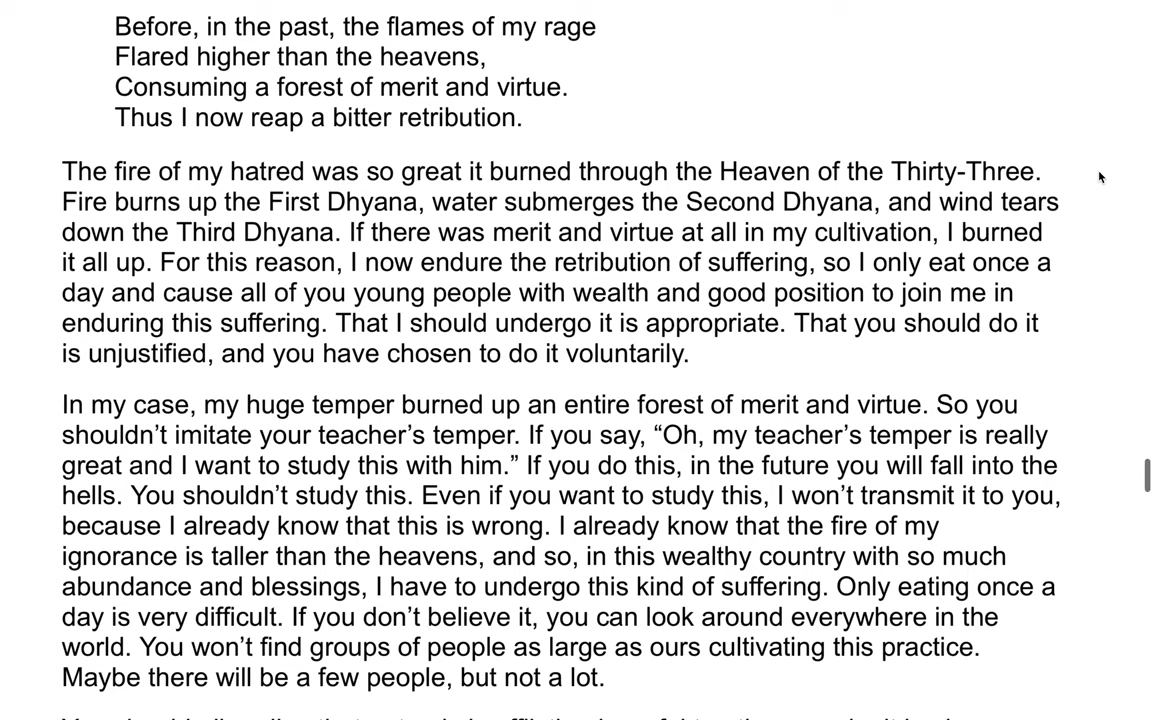 Before, in the past, the flames of my rage
Flared higher than the heavens,
Consuming a forest of merit and virtue.
Thus I now reap a bitter retribution.
The fire of my hatred was so great it burned through the Heaven of the Thirty-Three.
Fire burns up the First Dhyana, water submerges the Second Dhyana, and wind tears
down the Third Dhyana. If there was merit and virtue at all in my cultivation, I burned
it all up. For this reason, I now endure the retribution of suffering, so I only eat once a
day and cause all of you young people with wealth and good position to join me in
enduring this suffering. That I should undergo it is appropriate. That you should do it
is unjustified, and you have chosen to do it voluntarily.
In my case, my huge temper burned up an entire forest of merit and virtue. So you
shouldn’t imitate your teacher’s temper. If you say, “Oh, my teacher’s temper is really
great and I want to study this with him.” If you do this, in the future you will fall into the
hells. You shouldn’t study this. Even if you want to study this, I won’t transmit it to you,
because I already know that this is wrong. I already know that the fire of my
ignorance is taller than the heavens, and so, in this wealthy country with so much
abundance and blessings, I have to undergo this kind of suffering. Only eating once a
day is very difficult. If you don’t believe it, you can look around everywhere in the
world. You won’t find groups of people as large as ours cultivating this practice.
Maybe there will be a few people, but not a lot.